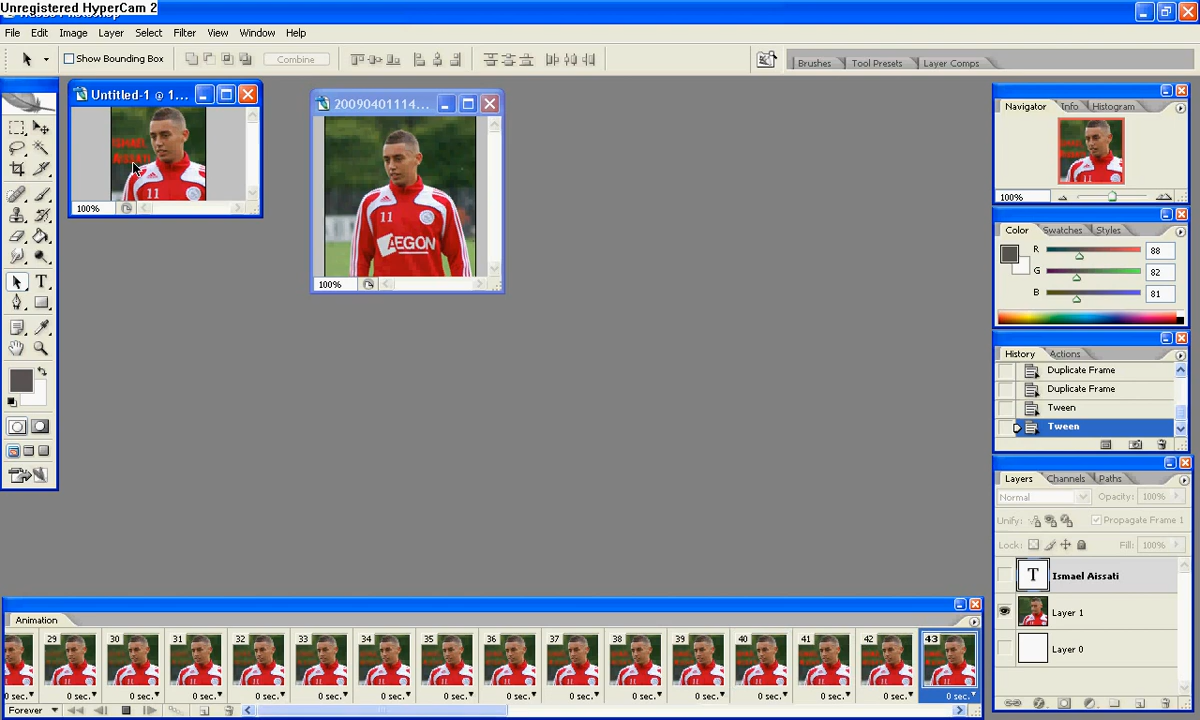 Unregistered HyperCam 2
File Edit Image Layer Select Filter View Window Help
Show Bounding Box
Combine
Brushes
Tool Presets
Layer Comps
Untitled-1 @ 1...
ISMAEL
AISSATI
11
100%
20090401114...
11
AEGON
100%
Navigator Info Histogram
100%
Color Swatches Styles
R 88
G 82
B 81
History Actions
Duplicate Frame
Duplicate Frame
Tween
Tween
Layers Channels Paths
Normal Opacity: 100%
Unify: Propagate Frame 1
Lock: Fill: 100%
T Ismael Aissati
Layer 1
Layer 0
Animation
29 30 31 32 33 34 35 36 37 38 39 40 41 42 43
0 sec. 0 sec. 0 sec. 0 sec. 0 sec. 0 sec. 0 sec. 0 sec. 0 sec. 0 sec. 0 sec. 0 sec. 0 sec. 0 sec. 0 sec.
Forever